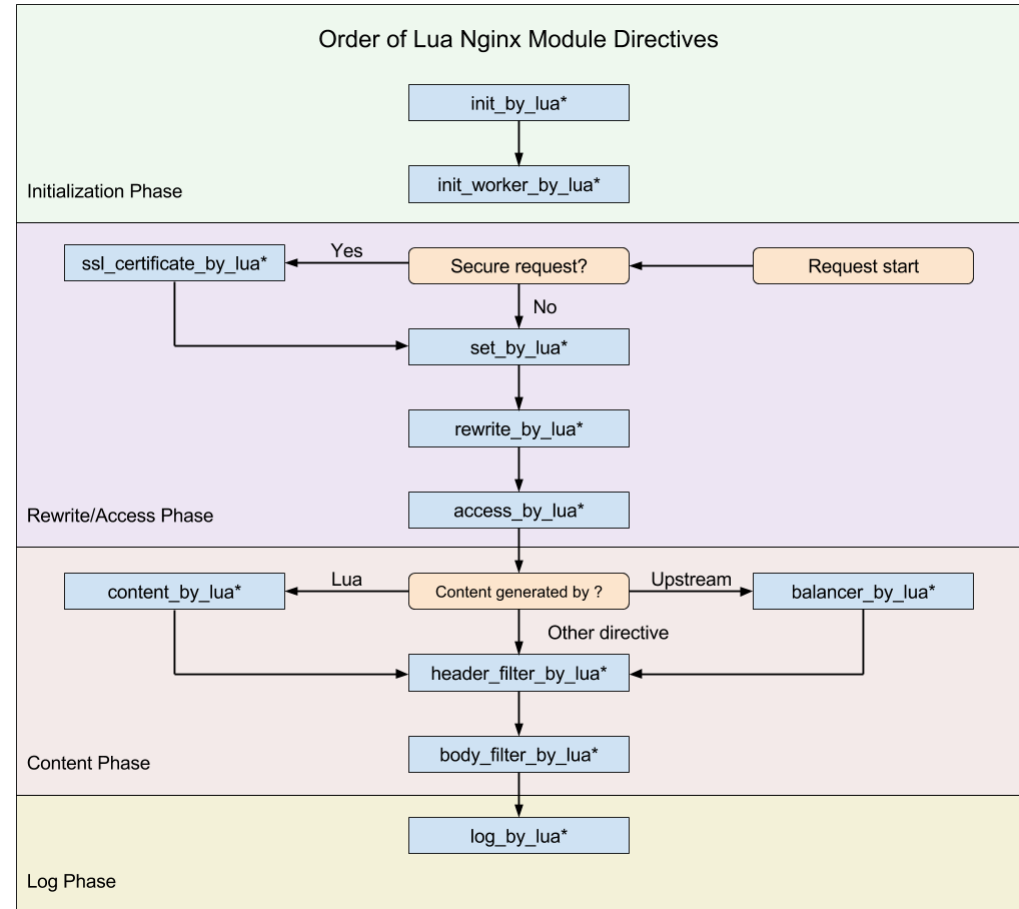 Order of Lua Nginx Module Directives
init_by_lua*
init_worker_by_lua*
Initialization Phase
ssl_certificate_by_lua*
Yes
Secure request?
Request start
No
set_by_lua*
rewrite_by_lua*
access_by_lua*
Rewrite/Access Phase
content_by_lua*
Lua
Content generated by ?
Upstream
balancer_by_lua*
Other directive
header_filter_by_lua*
body_filter_by_lua*
Content Phase
log_by_lua*
Log Phase